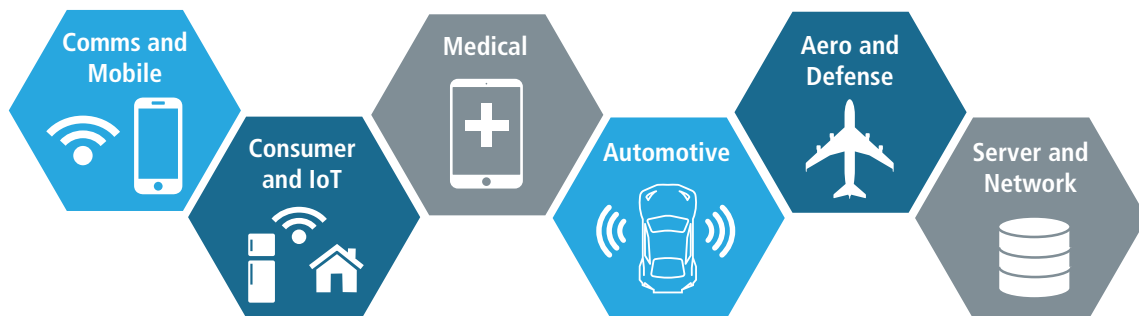 Comms and
Mobile
Consumer
and IoT
Medical
Automotive
Aero and
Defense
Server and
Network